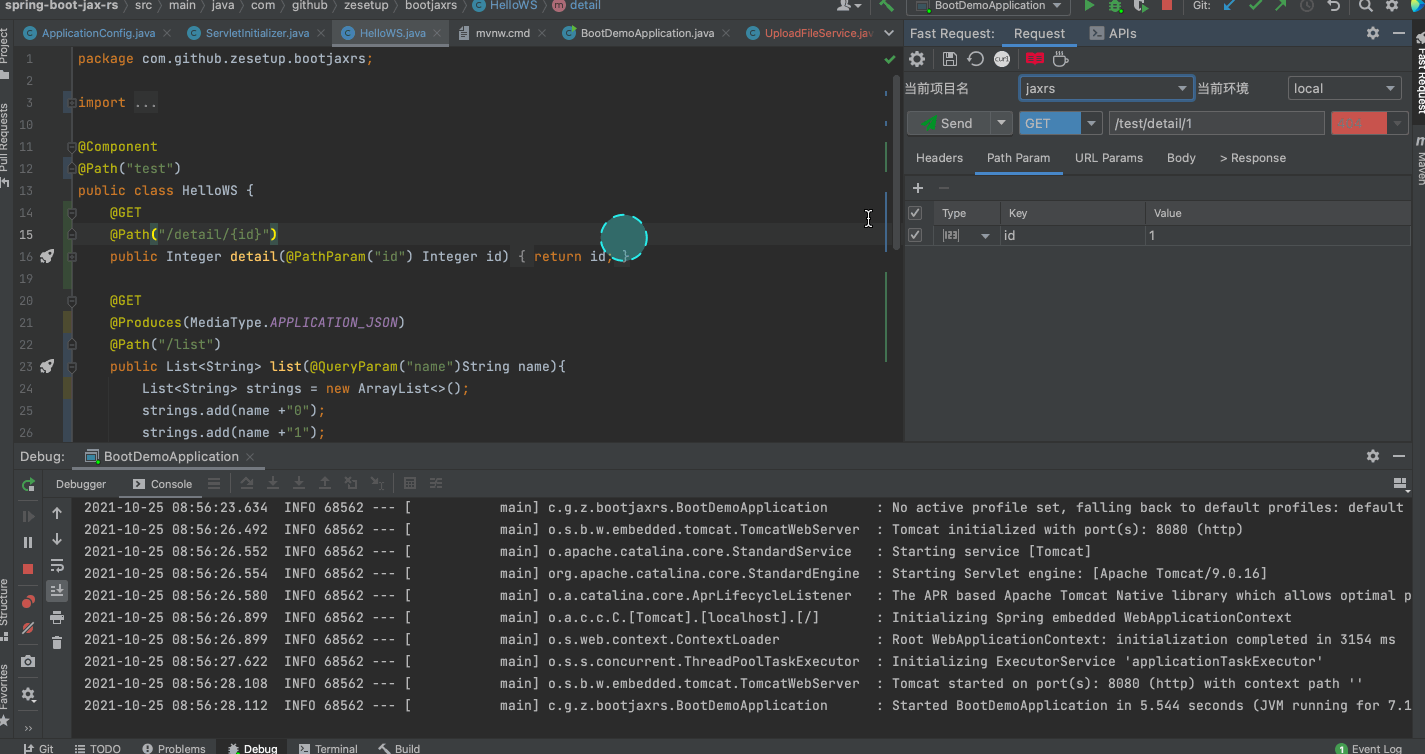 spring-boot-jax-rs > src > main > java > com > github > zesetup > bootjaxrs > HelloWS > detail
BootDemoApplication
Git:
ApplicationConfig.java
ServletInitializer.java
HelloWS.java
mvnw.cmd
BootDemoApplication.java
UploadFileService.java
Fast Request:
Request
APIs
Project
Pull Requests
Structure
Favorites
Fast Request
Maven
1 package com.github.zesetup.bootjaxrs;
2
3 import ...
10
11 @Component
12 @Path("test")
13 public class HelloWS {
14 @GET
15 @Path("/detail/{id}")
16 public Integer detail(@PathParam("id") Integer id) { return id; }
19
20 @GET
21 @Produces(MediaType.APPLICATION_JSON)
22 @Path("/list")
23 public List<String> list(@QueryParam("name")String name){
24 List<String> strings = new ArrayList<>();
25 strings.add(name +"0");
26 strings.add(name +"1");
curl
当前项目名
jaxrs
当前环境
local
Send
GET
/test/detail/1
Headers
Path Param
URL Params
Body
> Response
Type
Key
Value
123
id
1
Debug:
BootDemoApplication
Debugger
Console
2021-10-25 08:56:23.634 INFO 68562 --- [ main] c.g.z.bootjaxrs.BootDemoApplication : No active profile set, falling back to default profiles: default
2021-10-25 08:56:26.492 INFO 68562 --- [ main] o.s.b.w.embedded.tomcat.TomcatWebServer : Tomcat initialized with port(s): 8080 (http)
2021-10-25 08:56:26.552 INFO 68562 --- [ main] o.apache.catalina.core.StandardService : Starting service [Tomcat]
2021-10-25 08:56:26.554 INFO 68562 --- [ main] org.apache.catalina.core.StandardEngine : Starting Servlet engine: [Apache Tomcat/9.0.16]
2021-10-25 08:56:26.580 INFO 68562 --- [ main] o.a.catalina.core.AprLifecycleListener : The APR based Apache Tomcat Native library which allows optimal p
2021-10-25 08:56:26.899 INFO 68562 --- [ main] o.a.c.c.C.[Tomcat].[localhost].[/] : Initializing Spring embedded WebApplicationContext
2021-10-25 08:56:26.899 INFO 68562 --- [ main] o.s.web.context.ContextLoader : Root WebApplicationContext: initialization completed in 3154 ms
2021-10-25 08:56:27.622 INFO 68562 --- [ main] o.s.s.concurrent.ThreadPoolTaskExecutor : Initializing ExecutorService 'applicationTaskExecutor'
2021-10-25 08:56:28.108 INFO 68562 --- [ main] o.s.b.w.embedded.tomcat.TomcatWebServer : Tomcat started on port(s): 8080 (http) with context path ''
2021-10-25 08:56:28.112 INFO 68562 --- [ main] c.g.z.bootjaxrs.BootDemoApplication : Started BootDemoApplication in 5.544 seconds (JVM running for 7.1
Git
TODO
Problems
Debug
Terminal
Build
1 Event Log